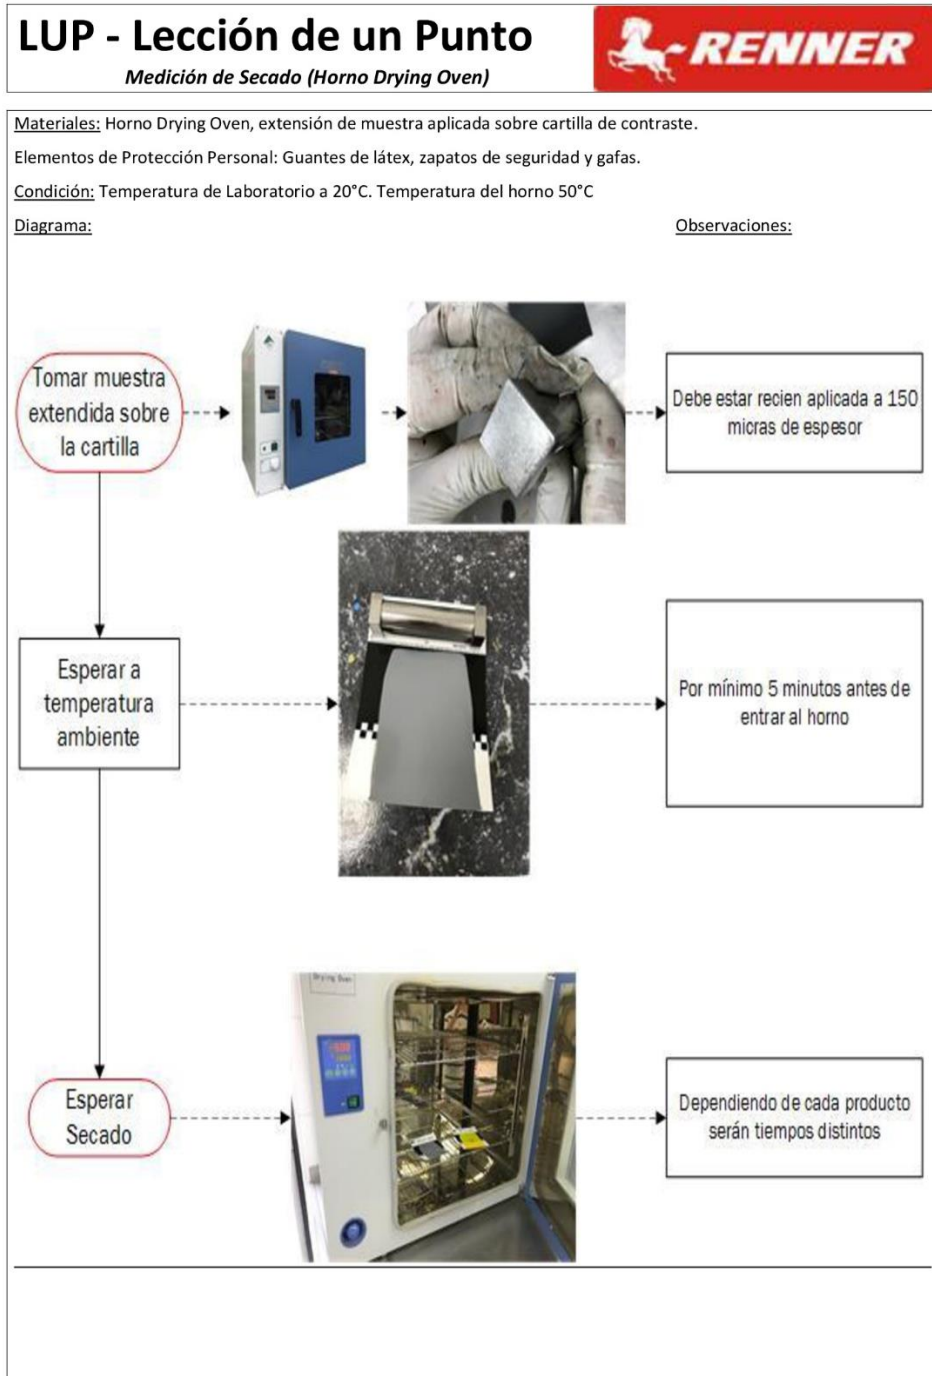 LUP - Lección de un Punto
Medición de Secado (Horno Drying Oven)
RENNER
Materiales: Horno Drying Oven, extensión de muestra aplicada sobre cartilla de contraste.
Elementos de Protección Personal: Guantes de látex, zapatos de seguridad y gafas.
Condición: Temperatura de Laboratorio a 20°C. Temperatura del horno 50°C
Diagrama:
Observaciones:
Tomar muestra
extendida sobre
la cartilla
Debe estar recien aplicada a 150
micras de espesor
Esperar a
temperatura
ambiente
Por mínimo 5 minutos antes de
entrar al horno
Drying Oven
Esperar
Secado
Dependiendo de cada producto
serán tiempos distintos